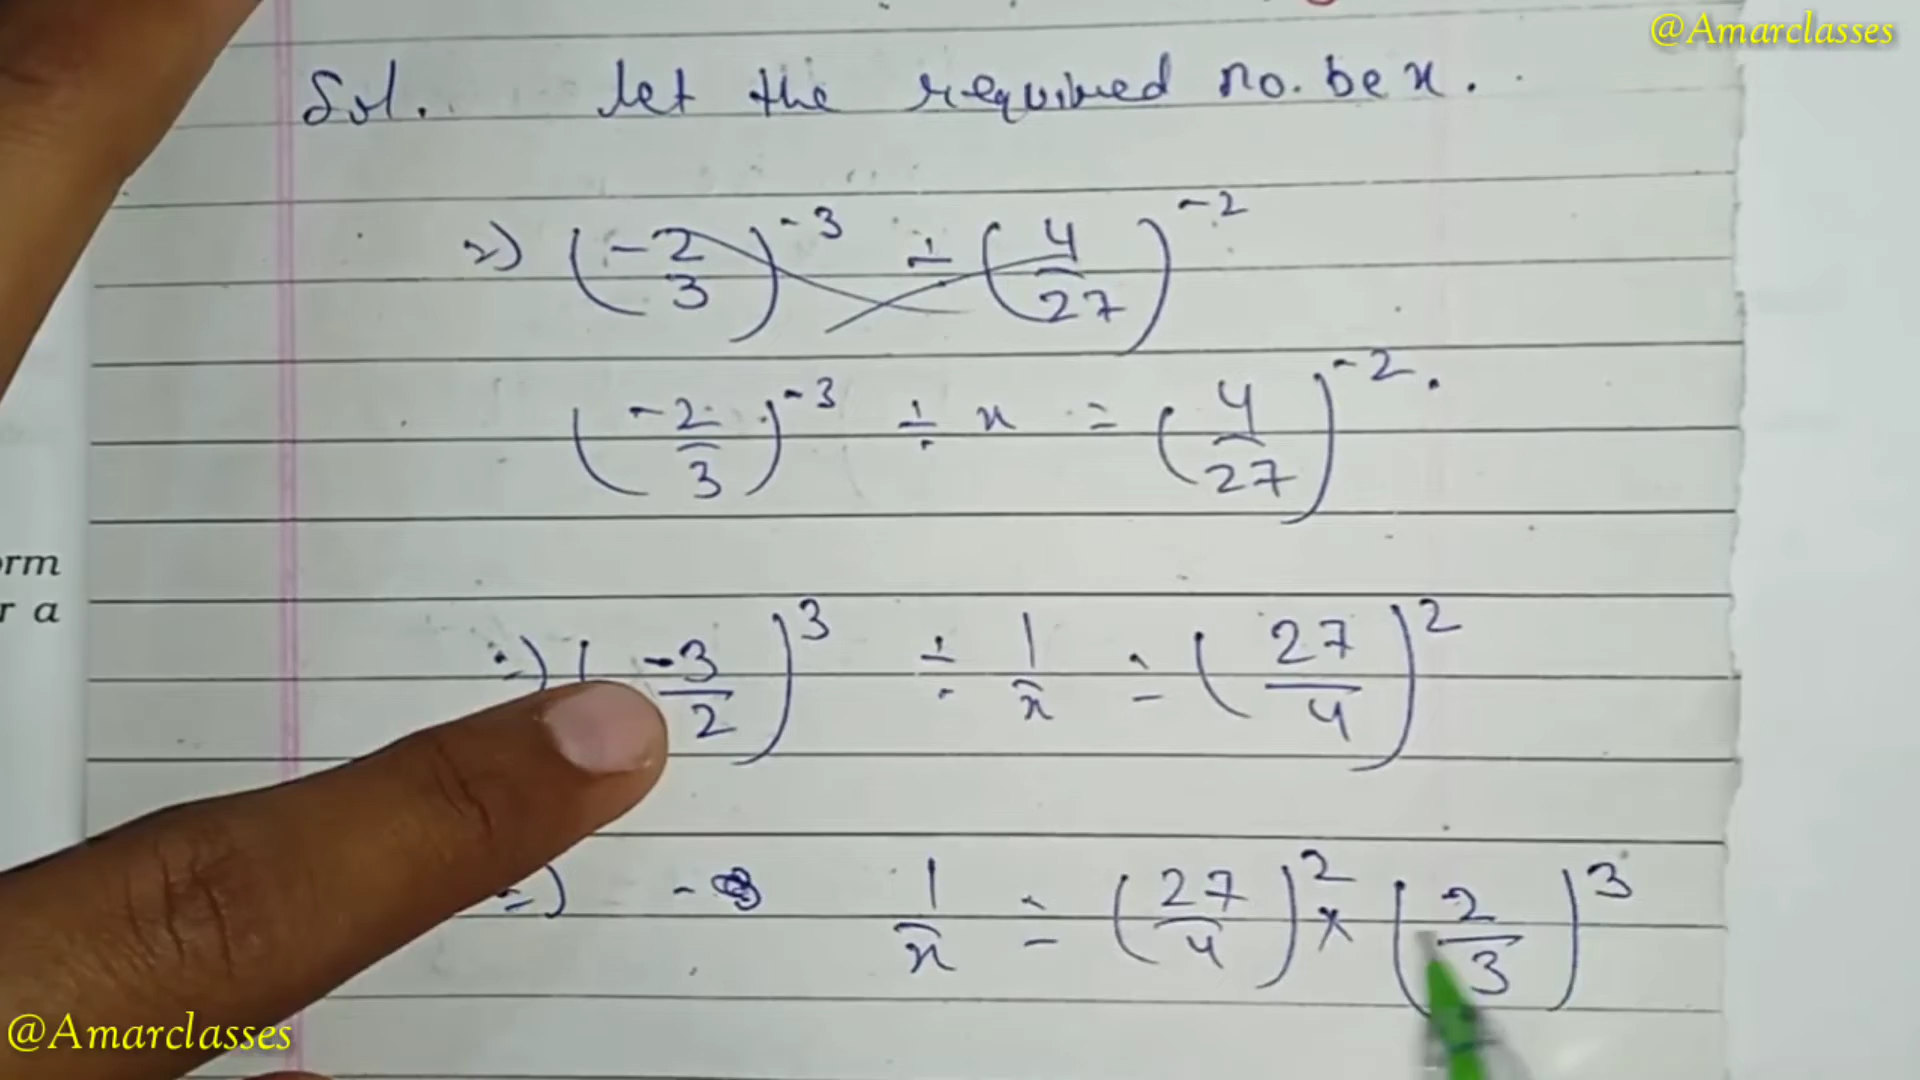 @Amarclasses
Sol. let the required no. be x.
=) (-2/3)^-3 ÷ (4/27)^-2
(-2/3)^-3 ÷ x = (4/27)^-2.
orm
r a
=) (-3/2)^3 ÷ 1/x = (27/4)^2
=) - 1/x = (27/4)^2 × (2/3)^3
@Amarclasses